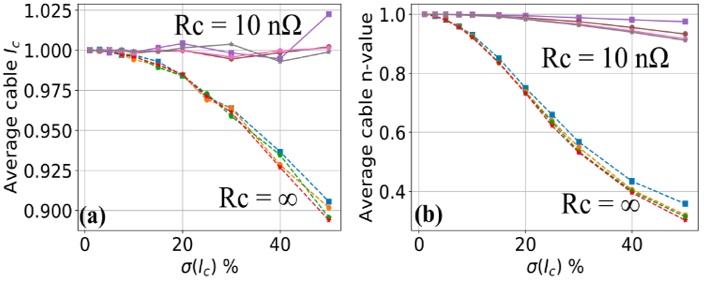 Rc = 10 nΩ
Average cable I_c
1.025
1.000
0.975
0.950
0.925
0.900
(a)
Rc = ∞
0
20
40
σ(I_c) %
Average cable n-value
1.0
0.8
0.6
0.4
Rc = 10 nΩ
(b)
Rc = ∞
0
20
40
σ(I_c) %